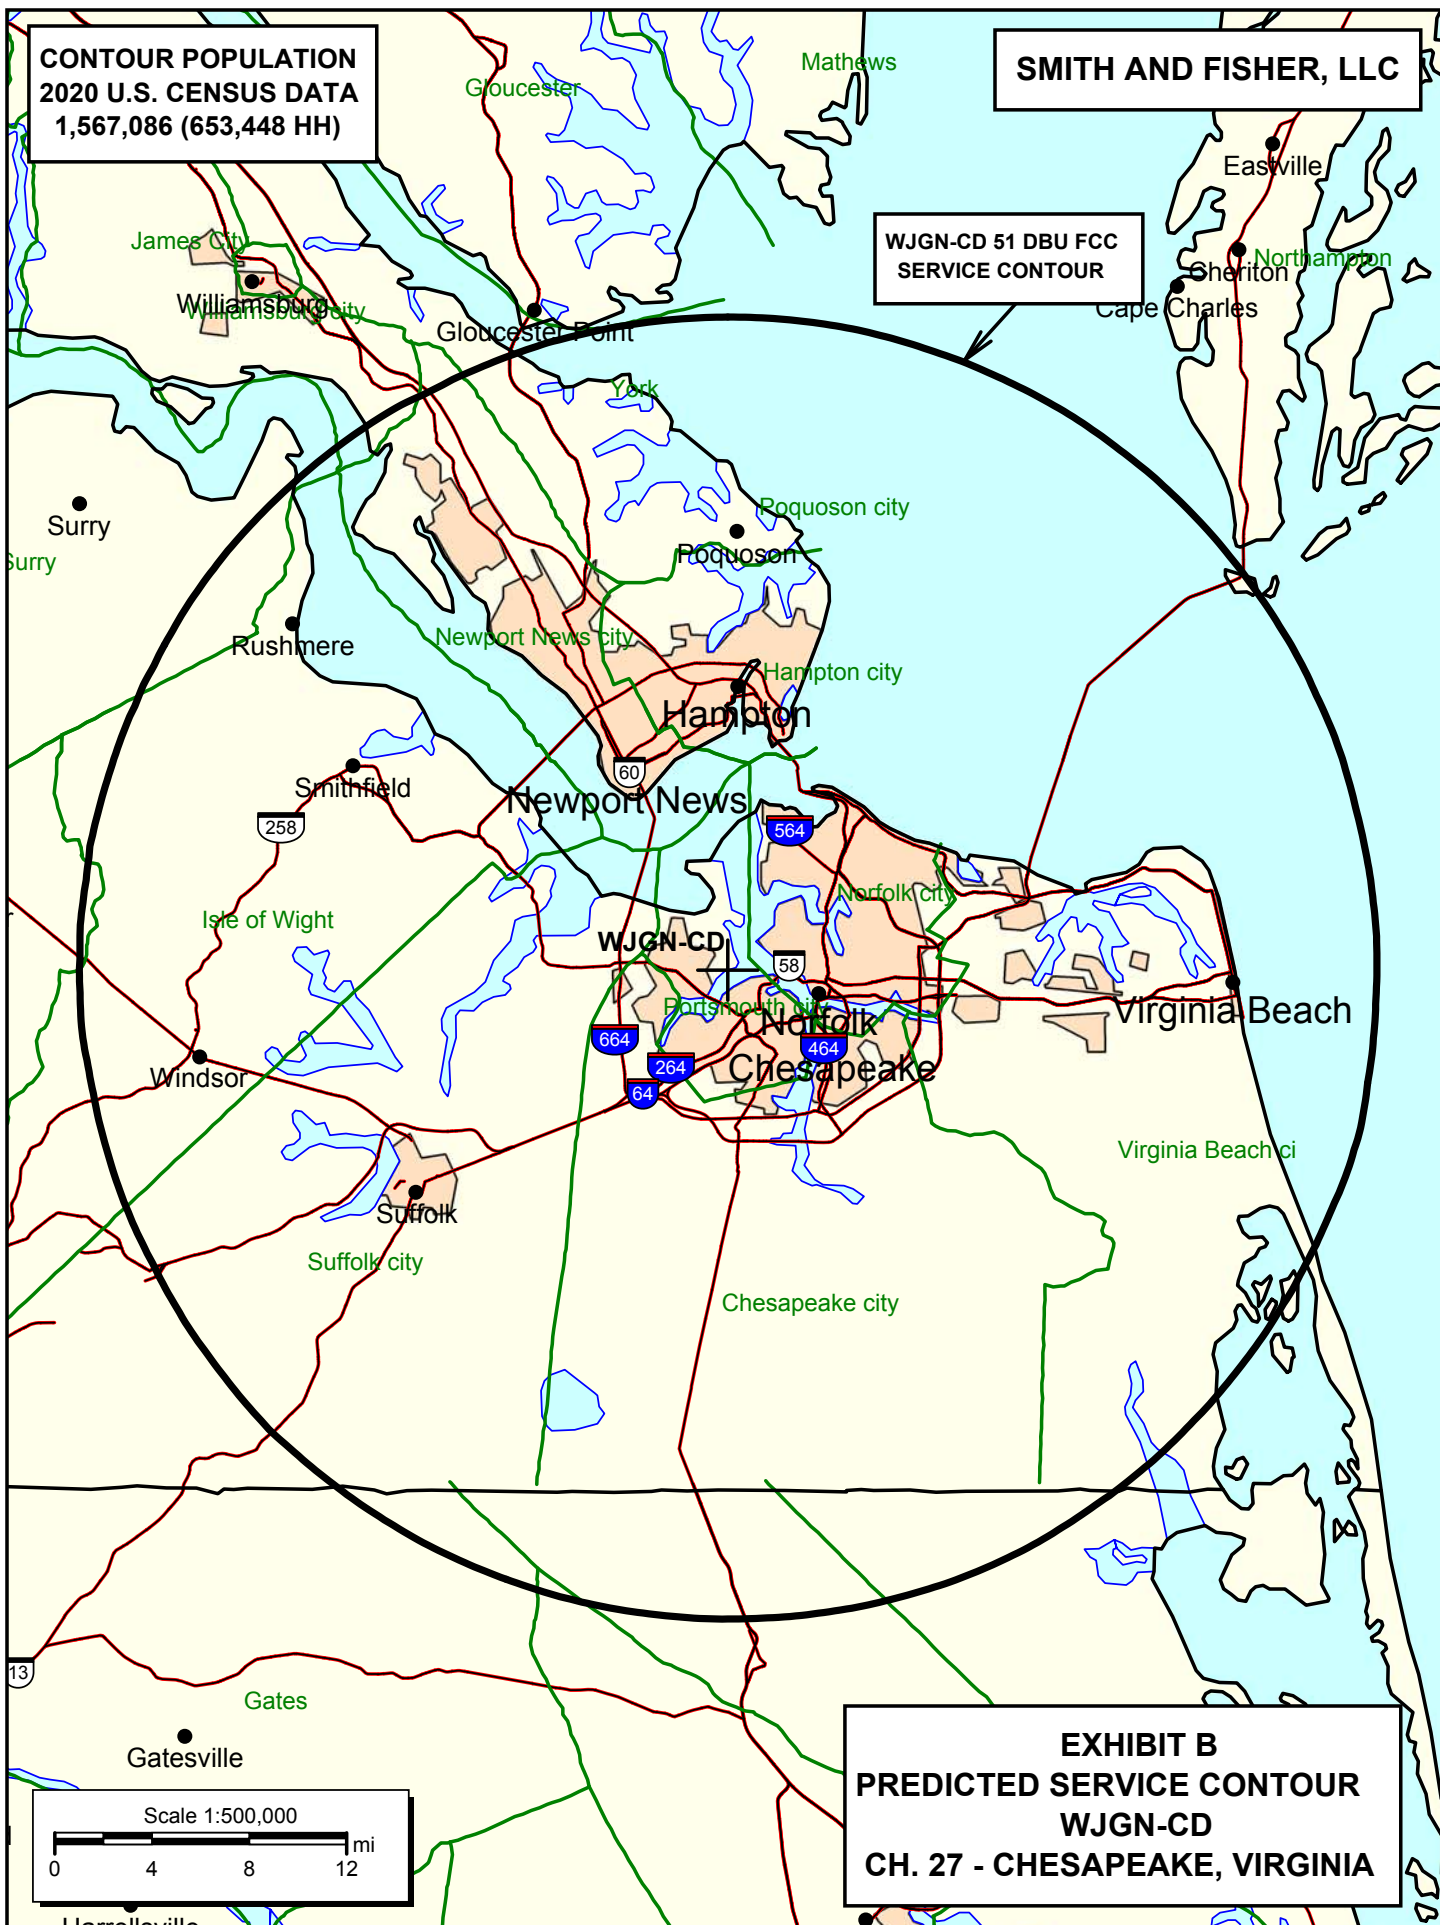 CONTOUR POPULATION
2020 U.S. CENSUS DATA
1,567,086 (653,448 HH)
SMITH AND FISHER, LLC
Mathews
Gloucester
Eastville
WJGN-CD 51 DBU FCC
SERVICE CONTOUR
James City
Northampton
Cheriton
Williamsburg
Williamsburg city
Cape Charles
Gloucester Point
York
Surry
Poquoson city
Poquoson
Surry
Rushmere
Newport News city
Hampton city
Hampton
60
Smithfield
Newport News
258
564
Norfolk city
Isle of Wight
WJGN-CD
58
Portsmouth city
Virginia Beach
Norfolk
664
464
264
Chesapeake
Windsor
64
Virginia Beach ci
Suffolk
Suffolk city
Chesapeake city
13
Gates
Gatesville
EXHIBIT B
PREDICTED SERVICE CONTOUR
WJGN-CD
CH. 27 - CHESAPEAKE, VIRGINIA
Scale 1:500,000
mi
0 4 8 12